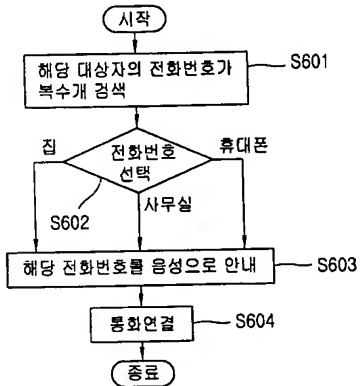 시작
해당 대상자의 전화번호가
복수개 검색
S601
집
전화번호
선택
휴대폰
S602
사무실
해당 전화번호를 음성으로 안내
S603
통화연결
S604
종료